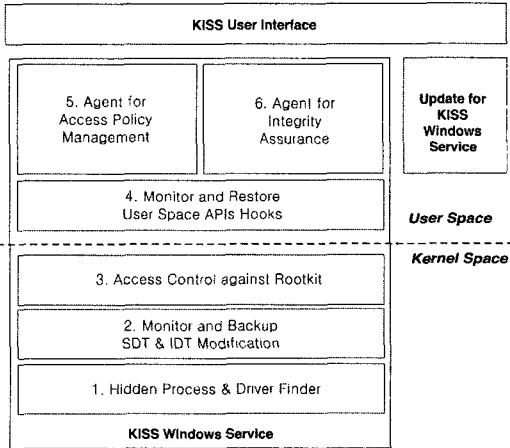 KISS User Interface
5. Agent for
Access Policy
Management
6. Agent for
Integrity
Assurance
Update for
KISS
Windows
Service
4. Monitor and Restore
User Space APIs Hooks
User Space
Kernel Space
3. Access Control against Rootkit
2. Monitor and Backup
SDT & IDT Modification
1. Hidden Process & Driver Finder
KISS Windows Service